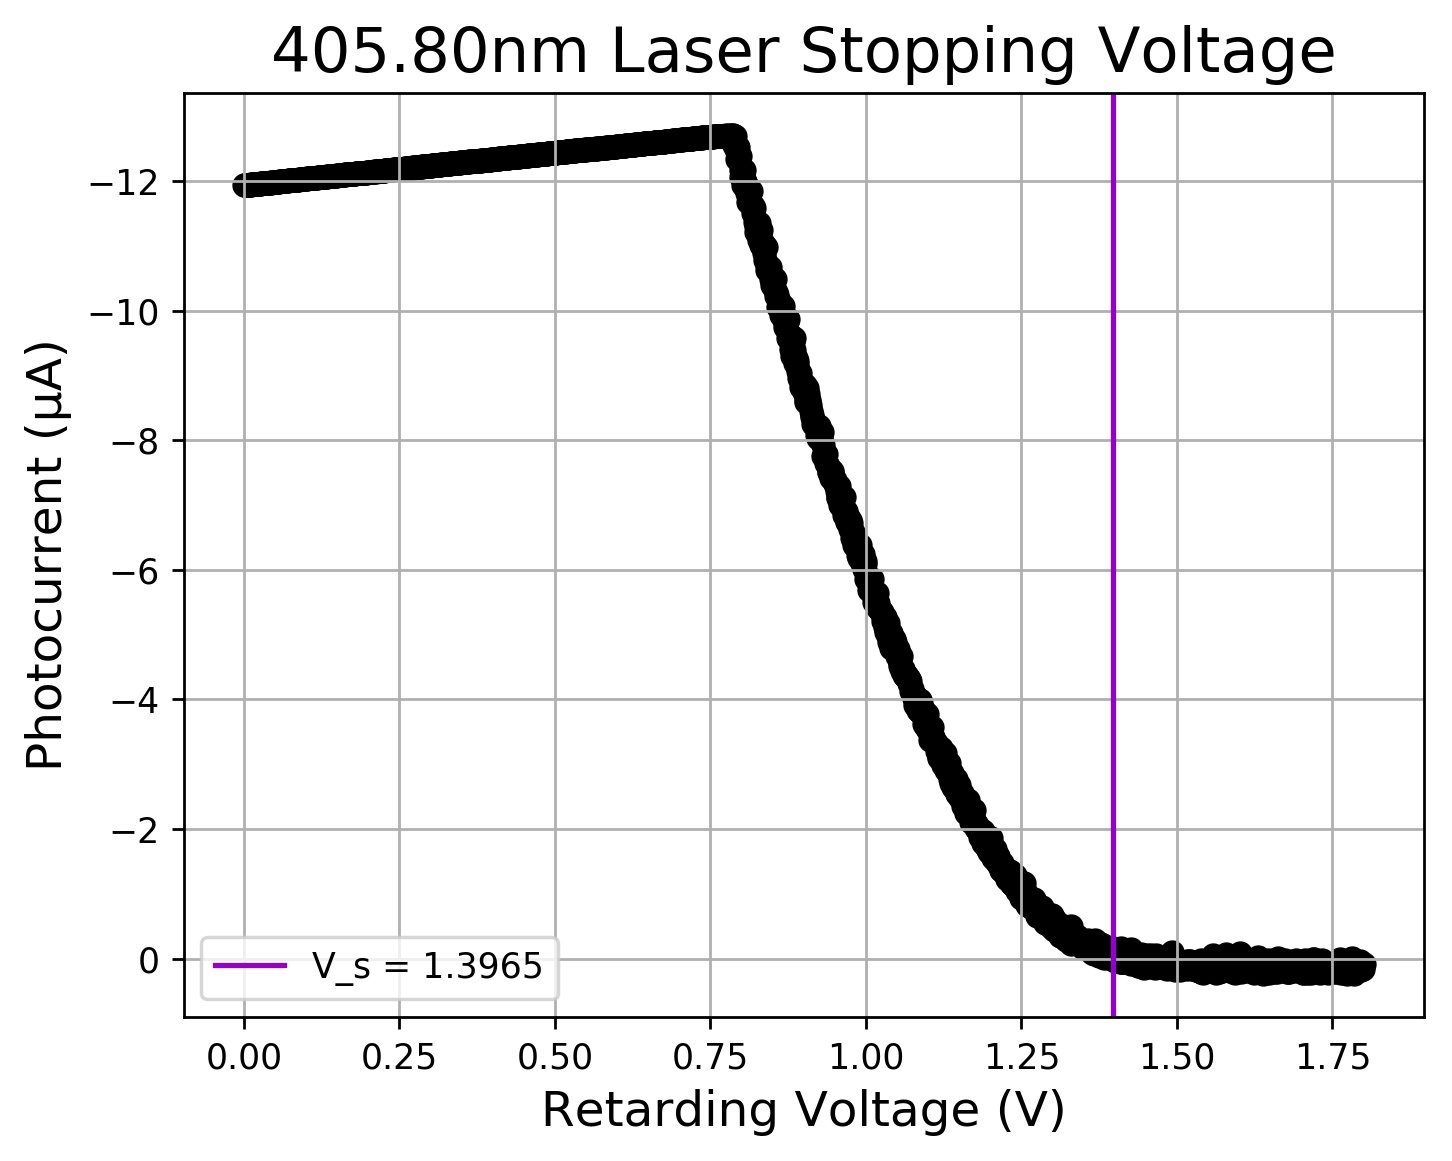 405.80nm Laser Stopping Voltage
Photocurrent (µA)
−12
−10
−8
−6
−4
−2
0
V_s = 1.3965
0.00 0.25 0.50 0.75 1.00 1.25 1.50 1.75
Retarding Voltage (V)